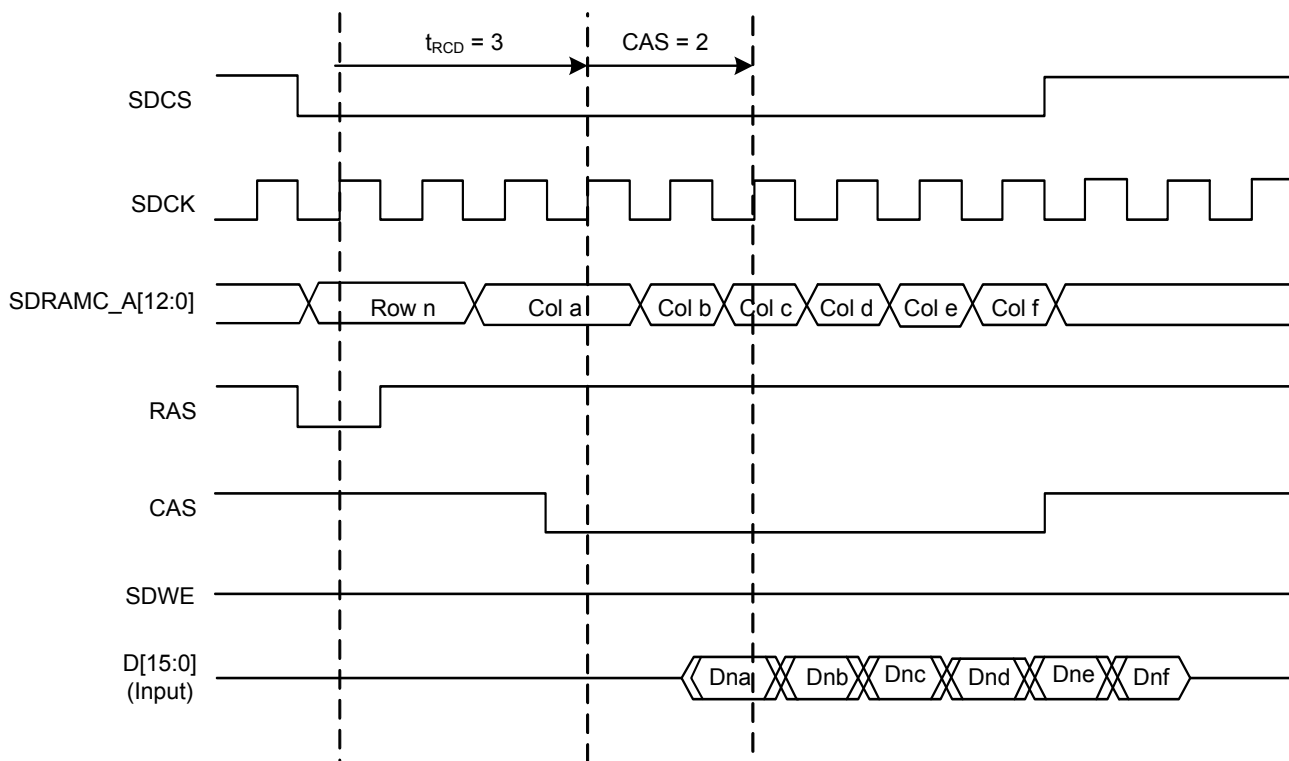 t_RCD = 3 CAS = 2
SDCS
SDCK
SDRAMC_A[12:0] Row n Col a Col b Col c Col d Col e Col f
RAS
CAS
SDWE
D[15:0]
(Input) Dna Dnb Dnc Dnd Dne Dnf